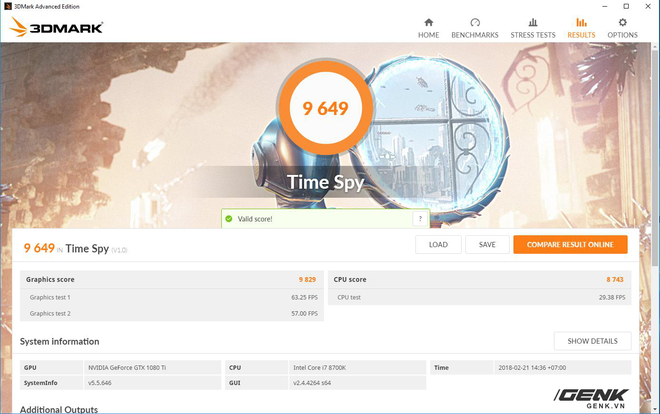 3DMark Advanced Edition
3DMARK
HOME BENCHMARKS STRESS TESTS RESULTS OPTIONS
9 649
Time Spy
Valid score! ?
9 649 IN Time Spy (V1.0) LOAD SAVE COMPARE RESULT ONLINE
Graphics score 9 829 CPU score 8 743
Graphics test 1 63.25 FPS CPU test 29.38 FPS
Graphics test 2 57.00 FPS
System information SHOW DETAILS
GPU NVIDIA GeForce GTX 1080 Ti CPU Intel Core i7 8700K Time 2018-02-21 14:36 +07:00
SystemInfo v5.5.646 GUI v2.4.4264 s64
/GENK
GENK.VN
Additional Outputs